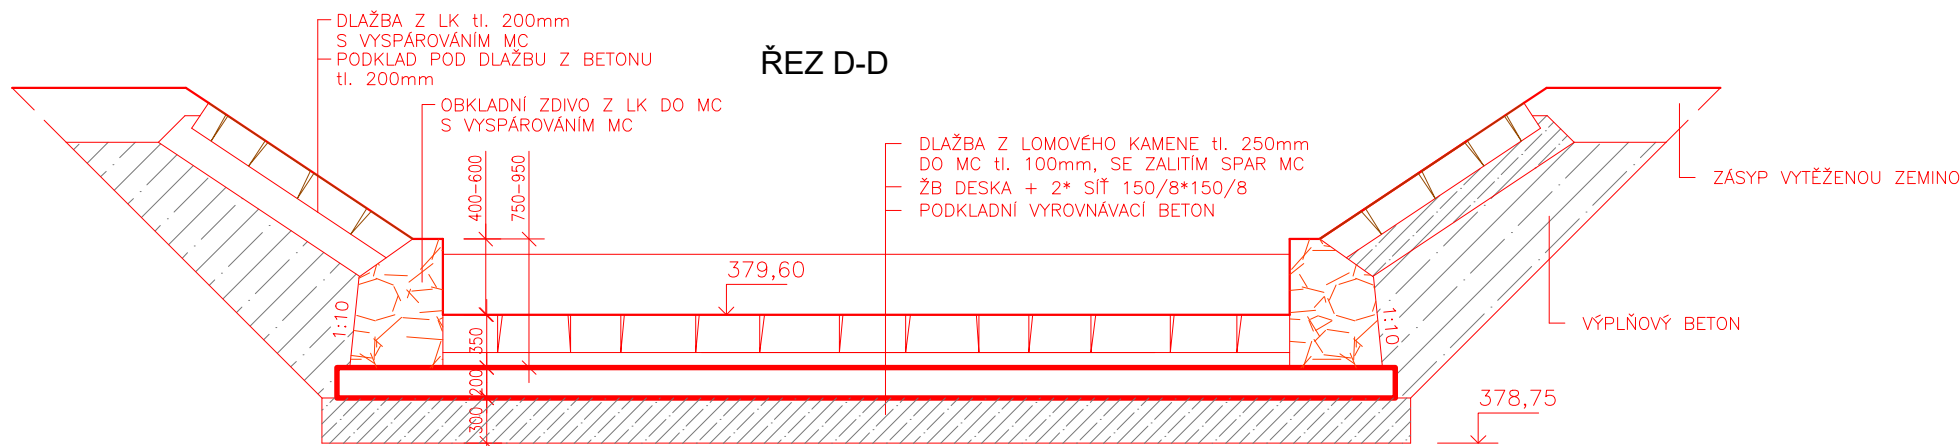 DLAŽBA Z LK tl. 200mm
S VYSPÁROVÁNÍM MC
PODKLAD POD DLAŽBU Z BETONU
tl. 200mm
ŘEZ D-D
OBKLADNÍ ZDIVO Z LK DO MC
S VYSPÁROVÁNÍM MC
DLAŽBA Z LOMOVÉHO KAMENE tl. 250mm
DO MC tl. 100mm, SE ZALITÍM SPAR MC
ŽB DESKA + 2* SÍŤ 150/8*150/8
PODKLADNÍ VYROVNÁVACÍ BETON
ZÁSYP VYTĚŽENOU ZEMINO
400-600
750-950
379,60
1:10
1:10
VÝPLŇOVÝ BETON
350
200
300
378,75